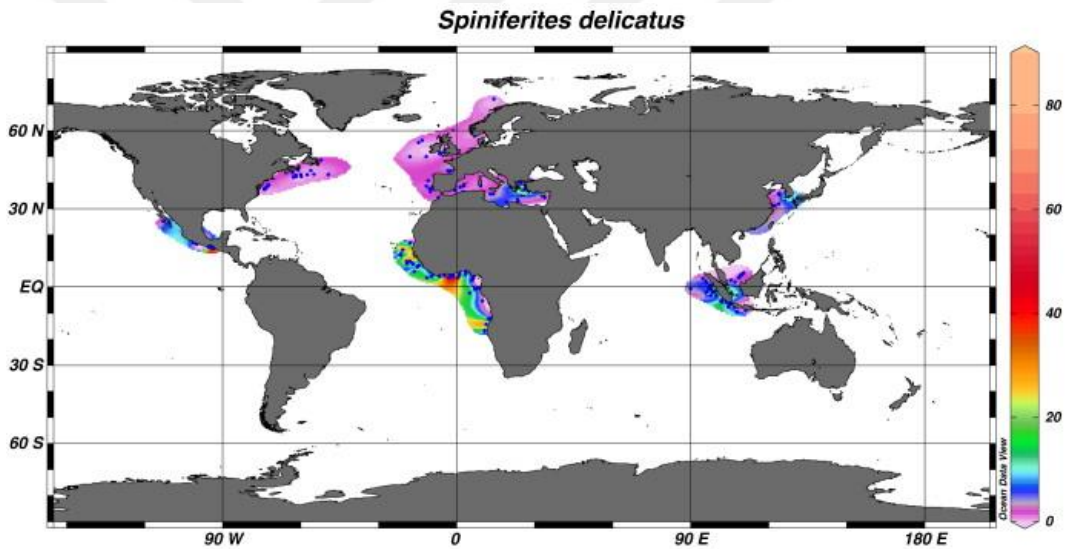 Spiniferites delicatus
60 N
30 N
EQ
30 S
60 S
90 W
0
90 E
180 E
80
60
40
20
0
Ocean Data View